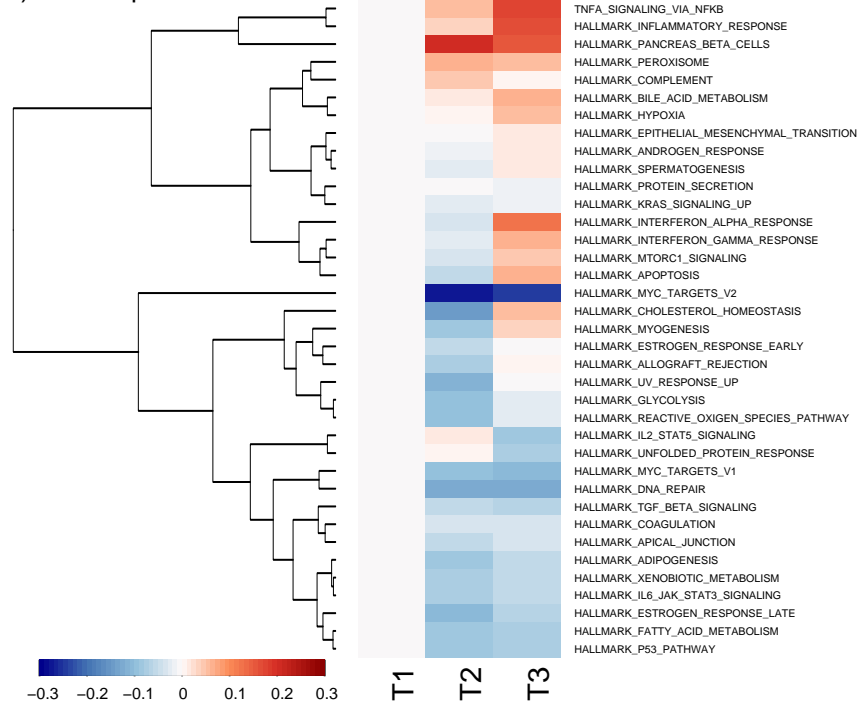 TNFA_SIGNALING_VIA_NFKB
HALLMARK_INFLAMMATORY_RESPONSE
HALLMARK_PANCREAS_BETA_CELLS
HALLMARK_PEROXISOME
HALLMARK_COMPLEMENT
HALLMARK_BILE_ACID_METABOLISM
HALLMARK_HYPOXIA
HALLMARK_EPITHELIAL_MESENCHYMAL_TRANSITION
HALLMARK_ANDROGEN_RESPONSE
HALLMARK_SPERMATOGENESIS
HALLMARK_PROTEIN_SECRETION
HALLMARK_KRAS_SIGNALING_UP
HALLMARK_INTERFERON_ALPHA_RESPONSE
HALLMARK_INTERFERON_GAMMA_RESPONSE
HALLMARK_MTORC1_SIGNALING
HALLMARK_APOPTOSIS
HALLMARK_MYC_TARGETS_V2
HALLMARK_CHOLESTEROL_HOMEOSTASIS
HALLMARK_MYOGENESIS
HALLMARK_ESTROGEN_RESPONSE_EARLY
HALLMARK_ALLOGRAFT_REJECTION
HALLMARK_UV_RESPONSE_UP
HALLMARK_GLYCOLYSIS
HALLMARK_REACTIVE_OXIGEN_SPECIES_PATHWAY
HALLMARK_IL2_STAT5_SIGNALING
HALLMARK_UNFOLDED_PROTEIN_RESPONSE
HALLMARK_MYC_TARGETS_V1
HALLMARK_DNA_REPAIR
HALLMARK_TGF_BETA_SIGNALING
HALLMARK_COAGULATION
HALLMARK_APICAL_JUNCTION
HALLMARK_ADIPOGENESIS
HALLMARK_XENOBIOTIC_METABOLISM
HALLMARK_IL6_JAK_STAT3_SIGNALING
HALLMARK_ESTROGEN_RESPONSE_LATE
HALLMARK_FATTY_ACID_METABOLISM
HALLMARK_P53_PATHWAY
−0.3 −0.2 −0.1 0 0.1 0.2 0.3
T1 T2 T3